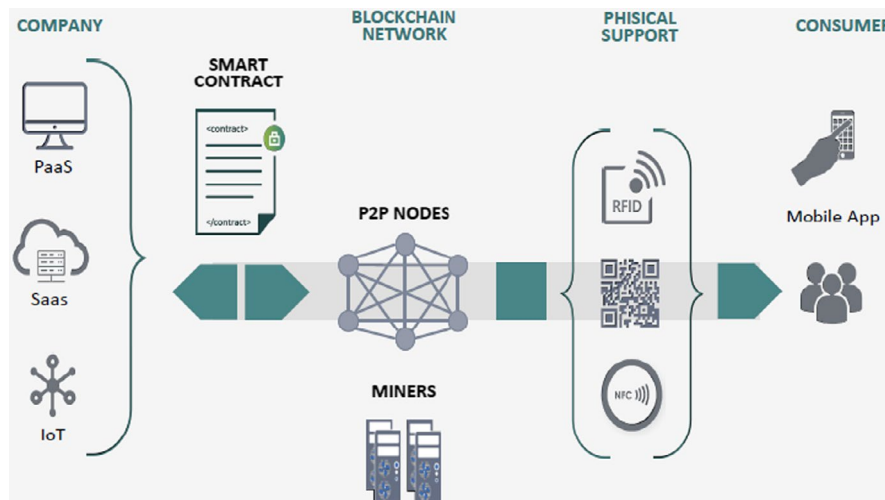 COMPANY
BLOCKCHAIN
NETWORK
PHISICAL
SUPPORT
CONSUMER
SMART
CONTRACT
<contract>
</contract>
PaaS
Saas
IoT
P2P NODES
MINERS
RFID
NFC
Mobile App